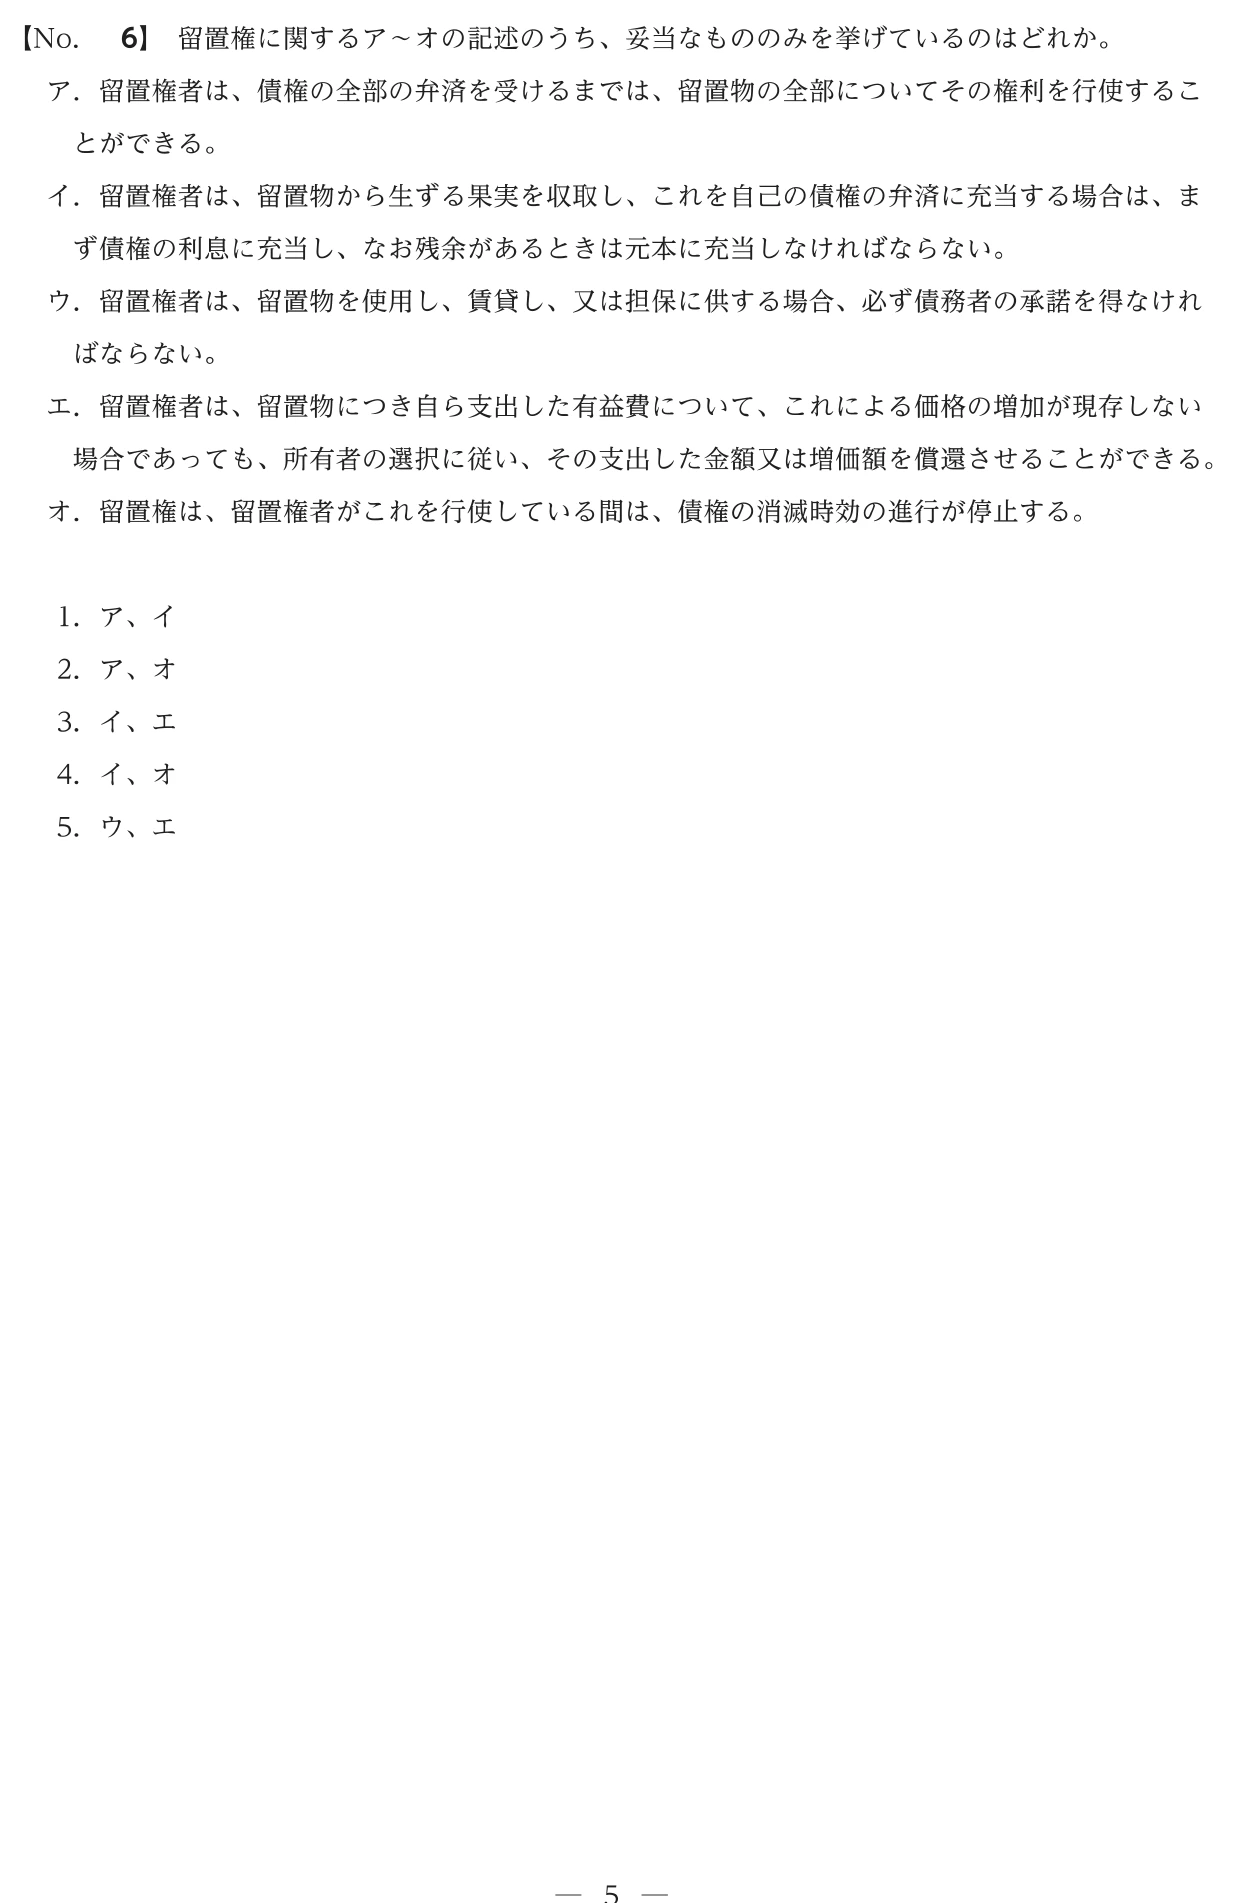 【No. 6】 留置権に関するア～オの記述のうち、妥当なもののみを挙げているのはどれか。
ア．留置権者は、債権の全部の弁済を受けるまでは、留置物の全部についてその権利を行使するこ
とができる。
イ．留置権者は、留置物から生ずる果実を収取し、これを自己の債権の弁済に充当する場合は、ま
ず債権の利息に充当し、なお残余があるときは元本に充当しなければならない。
ウ．留置権者は、留置物を使用し、賃貸し、又は担保に供する場合、必ず債務者の承諾を得なけれ
ばならない。
エ．留置権者は、留置物につき自ら支出した有益費について、これによる価格の増加が現存しない
場合であっても、所有者の選択に従い、その支出した金額又は増価額を償還させることができる。
オ．留置権は、留置権者がこれを行使している間は、債権の消滅時効の進行が停止する。
1．ア、イ
2．ア、オ
3．イ、エ
4．イ、オ
5．ウ、エ
― 5 ―